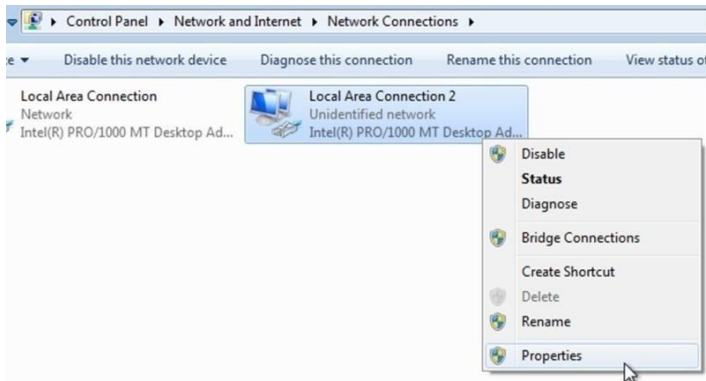 Control Panel Network and Internet Network Connections
Disable this network device Diagnose this connection Rename this connection View status of
Local Area Connection
Network
Intel(R) PRO/1000 MT Desktop Ad...
Local Area Connection 2
Unidentified network
Intel(R) PRO/1000 MT Desktop Ad...
Disable
Status
Diagnose
Bridge Connections
Create Shortcut
Delete
Rename
Properties